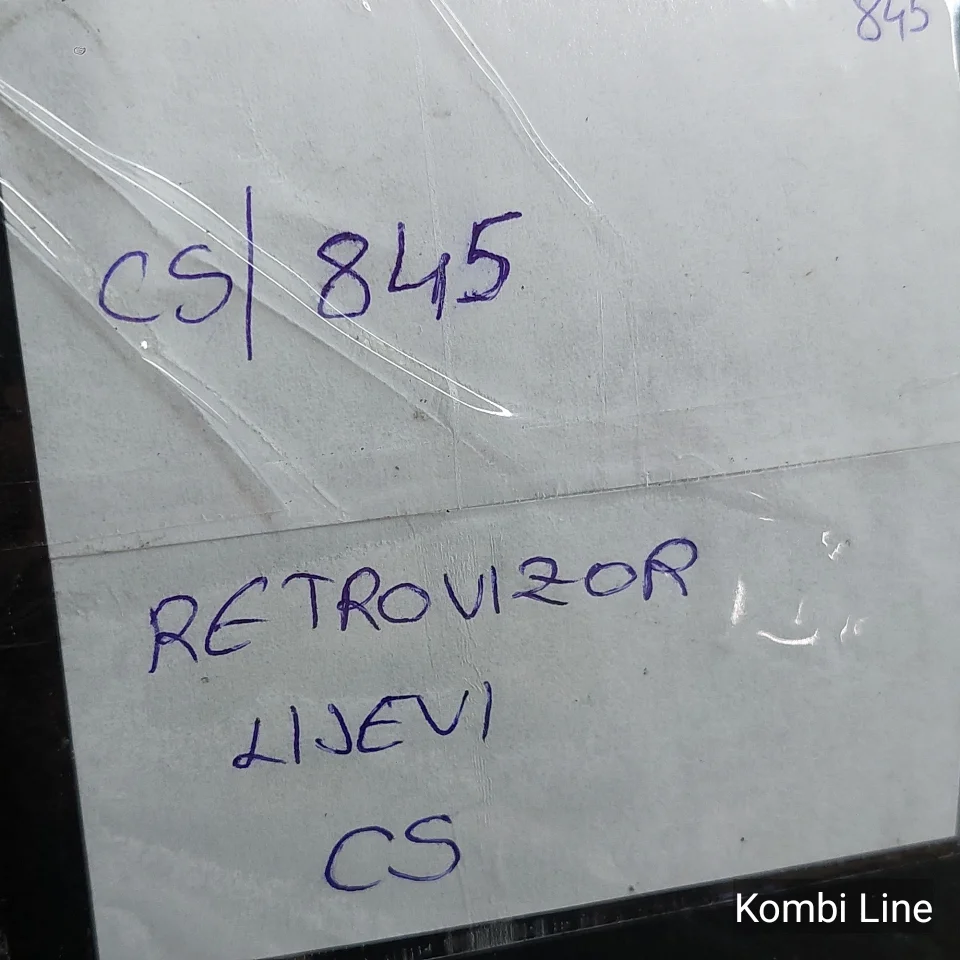 845
CS/845
RETROVIZOR
LIJEVI
CS
Kombi Line